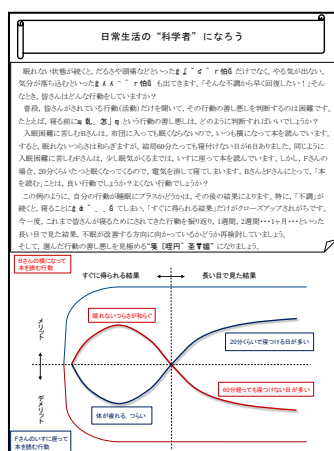 日常生活の“科学者”になろう
眠れない状態が続くと、だるさや頭痛などといった だけでなく、やる気が出ない、
気分が落ち込むといった も出てきます。「そんな不調から早く回復したい！」そん
なとき、皆さんはどんな行動をしていますか？
普段、皆さんがされている行動(活動)だけを聞いて、その行動の善し悪しを判断するのは困難です。
たとえば、寝る前に という行動の善し悪しは、どのように判断すればいいでしょうか？
入眠困難に苦しむBさんは、布団に入っても眠くならないので、いつも横になって本を読んでいます。
すると、眠れないつらさは和らぎますが、結局60分たっても寝付けない日が6日ありました。同じように
入眠困難に苦しむFさんは、少し眠気がくるまでは、いすに座って本を読んでいます。しかし、Fさんの
場合、20分くらいたつと眠くなってくるので、電気を消して寝てしまいます。BさんとFさんにとって、「本
を読むこと」は、良い行動でしょうか？よくない行動でしょうか？
この例のように、自分の行動が睡眠にプラスかどうかは、その後の結果によります。特に、「不調」が
続くと、寝ることに てしまい、「すぐに得られる結果」だけがクローズアップされがちです。
今一度、これまで皆さんが寝るためにされてきた行動を振り返り、1週間、2週間・・・1ヶ月・・・といった
長い目で見た結果、不眠が改善する方向に向かっているかどうか再検討していましょう。
そして、選んだ行動の善し悪しを見極める になりましょう。
Bさんの横になって
本を読む行動
すぐに得られる結果
長い目で見た結果
眠れないつらさが和らぐ
メリット
20分くらいで寝つける日が多い
デメリット
60分経っても寝つけない日が多い
体が疲れる、つらい
Fさんのいすに座って
本を読む行動